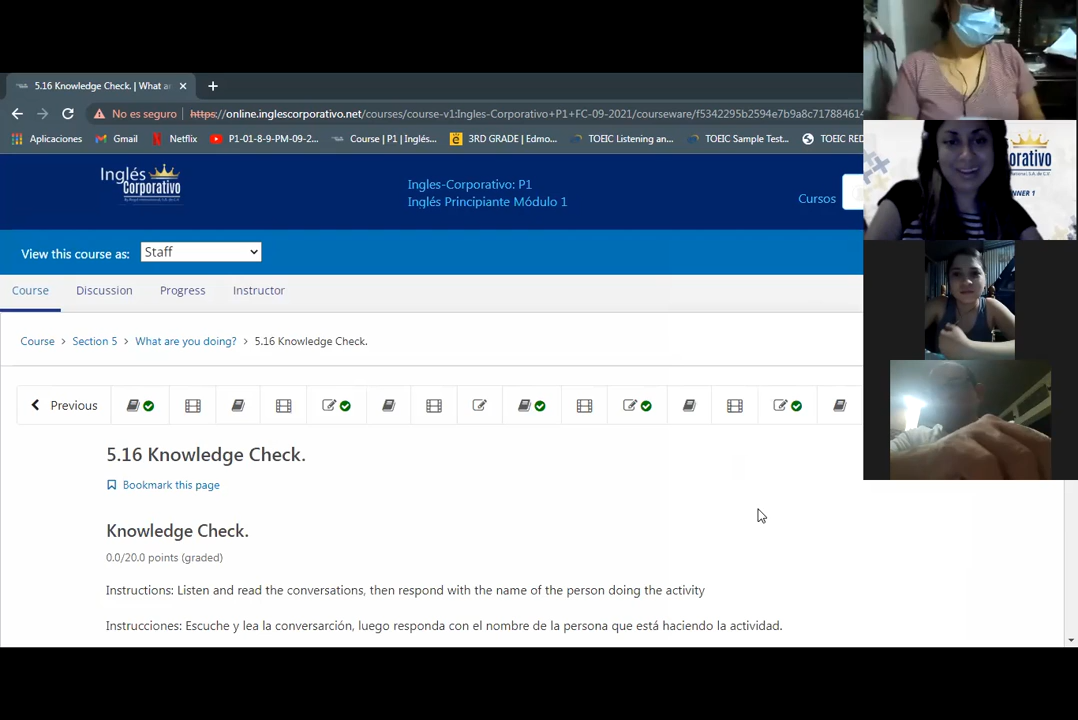 5.16 Knowledge Check. | What a
No es seguro
https://online.inglescorporativo.net/courses/course-v1:Ingles-Corporativo+P1+FC-09-2021/courseware/f5342295b2594e7b9a8c717884614
Aplicaciones
Gmail
Netflix
P1-01-8-9-PM-09-2...
Course | P1 | Inglés...
3RD GRADE | Edmo...
TOEIC Listening an...
TOEIC Sample Test...
TOEIC RED
Inglés
Corporativo
Ingles-Corporativo: P1
Inglés Principiante Módulo 1
Cursos
orativo
NNER 1
View this course as:
Staff
Course
Discussion
Progress
Instructor
Course > Section 5 > What are you doing? > 5.16 Knowledge Check.
Previous
5.16 Knowledge Check.
Bookmark this page
Knowledge Check.
0.0/20.0 points (graded)
Instructions: Listen and read the conversations, then respond with the name of the person doing the activity
Instrucciones: Escuche y lea la conversarción, luego responda con el nombre de la persona que está haciendo la actividad.